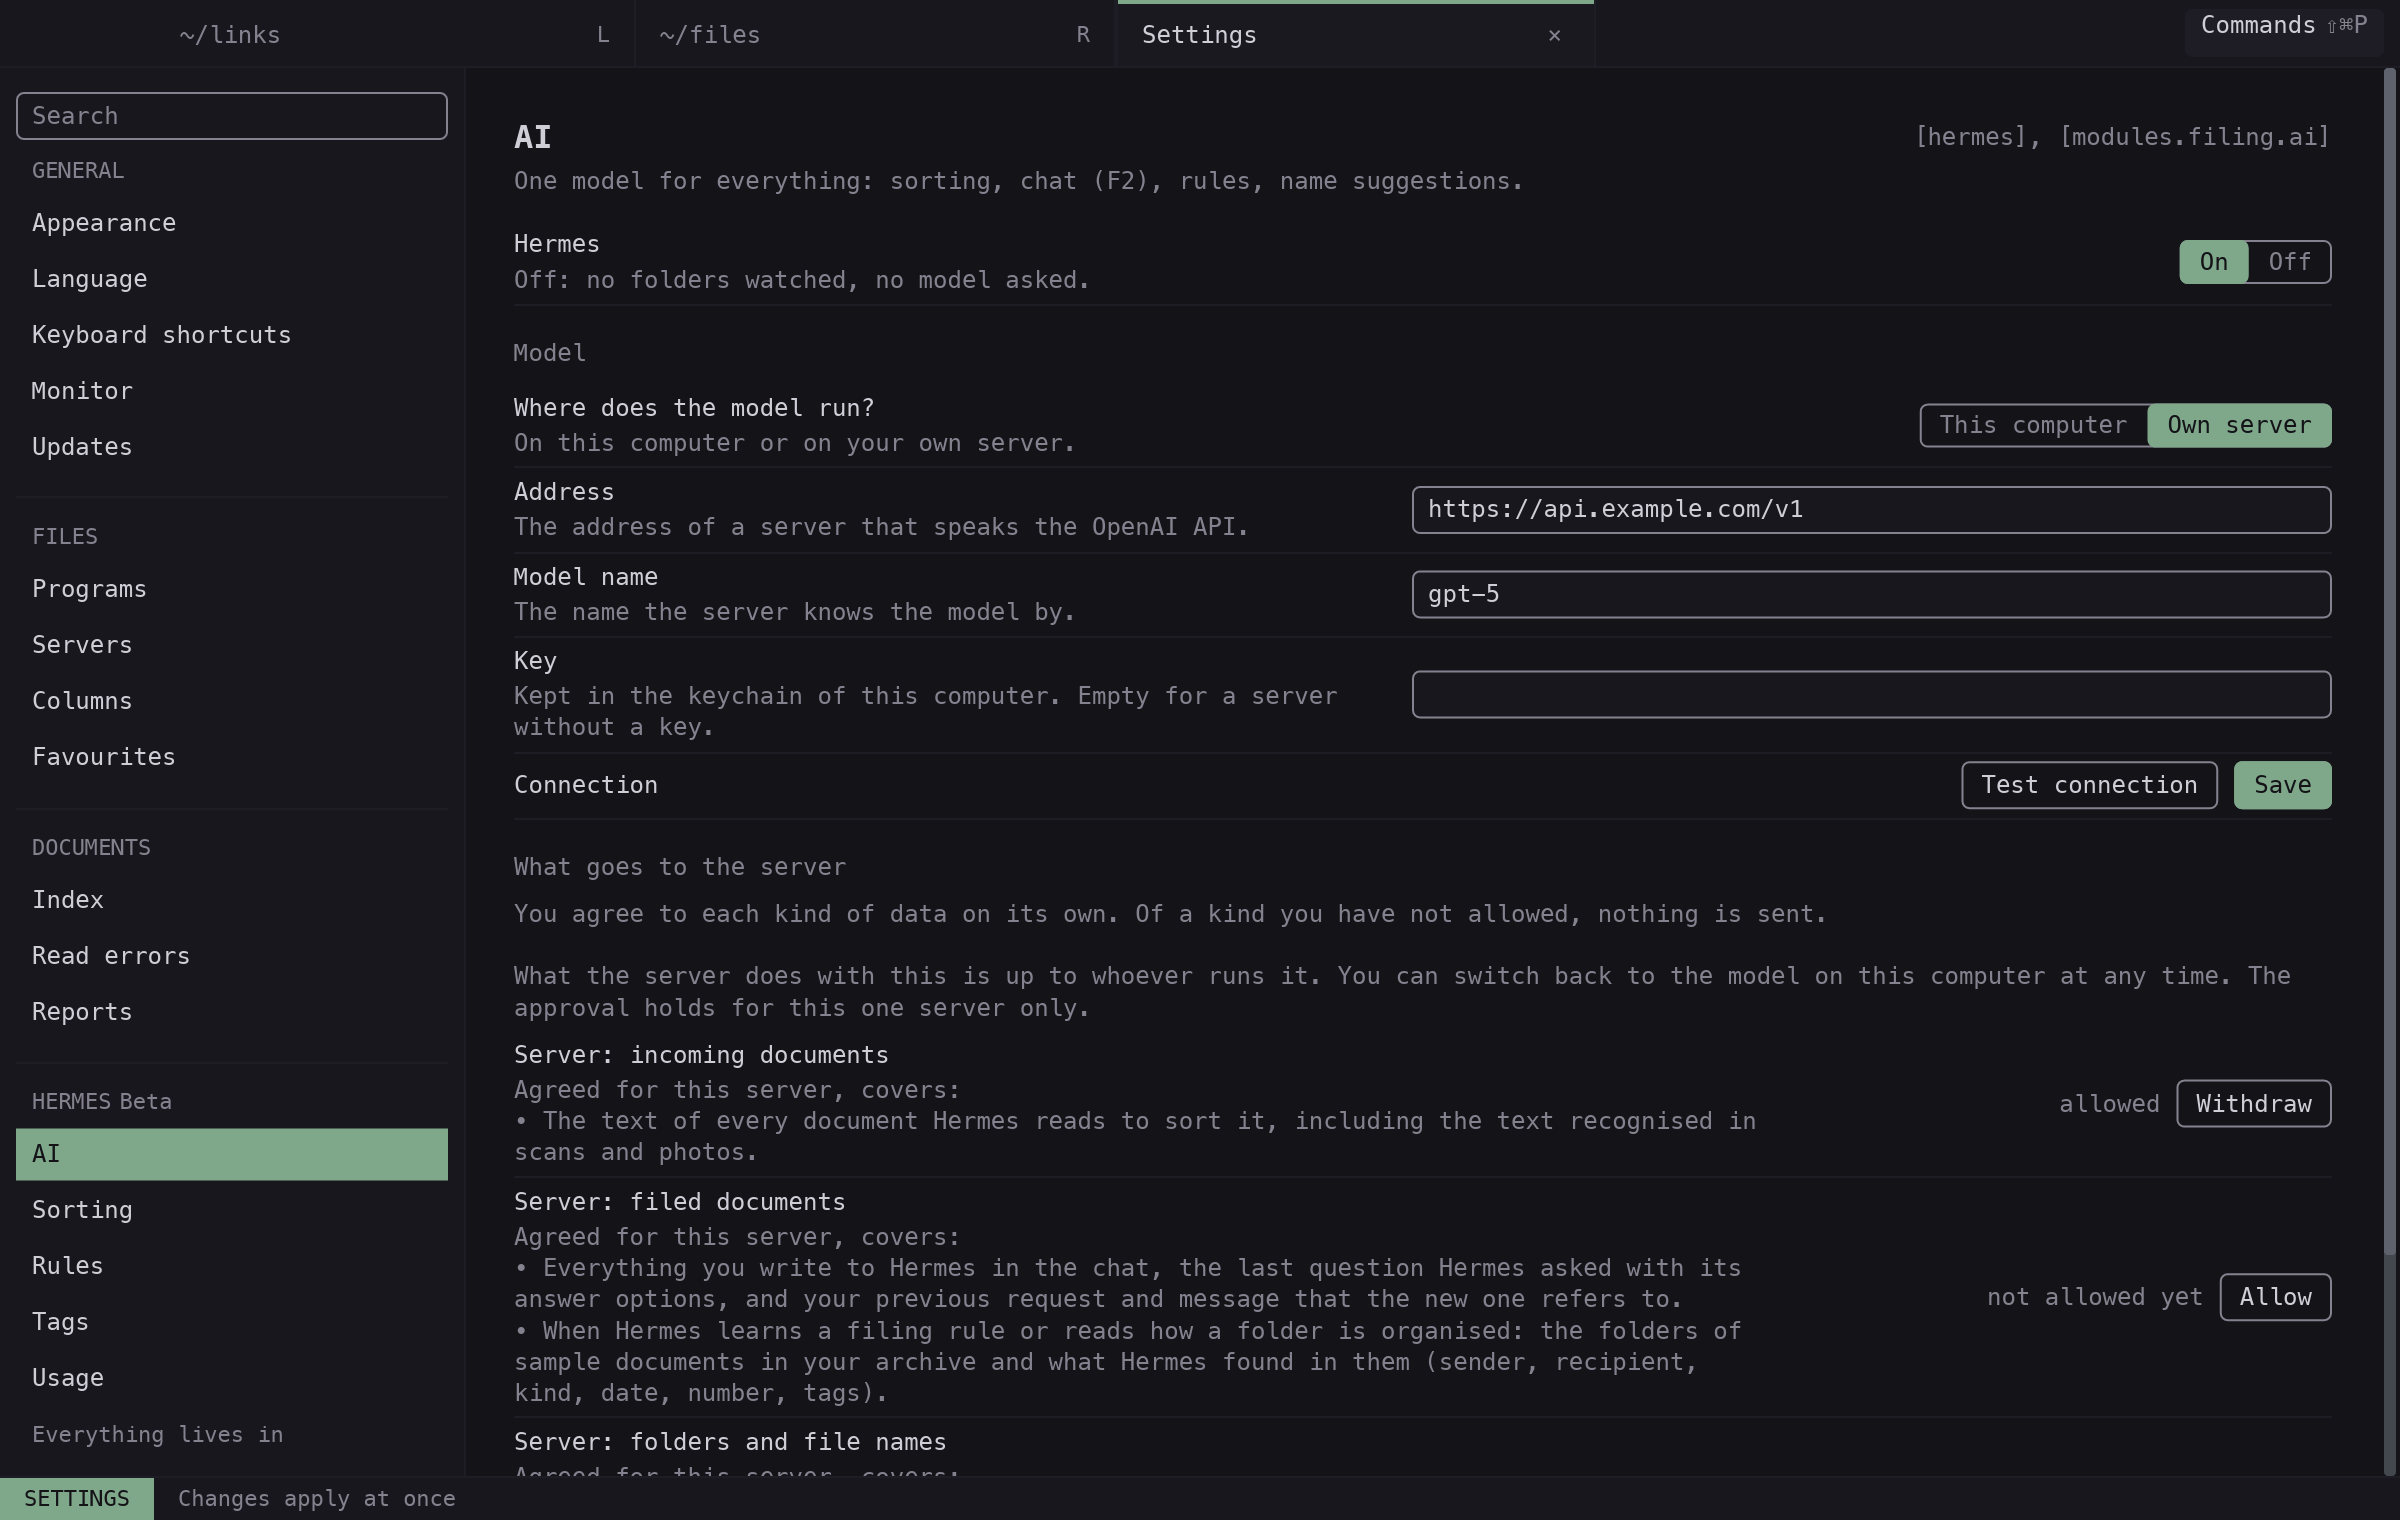 ~/links L ~/files R Settings × Commands ⇧⌘P
Search
GENERAL
Appearance
Language
Keyboard shortcuts
Monitor
Updates
FILES
Programs
Servers
Columns
Favourites
DOCUMENTS
Index
Read errors
Reports
HERMES Beta
AI
Sorting
Rules
Tags
Usage
Everything lives in
AI [hermes], [modules.filing.ai]
One model for everything: sorting, chat (F2), rules, name suggestions.
Hermes
Off: no folders watched, no model asked.
On Off
Model
Where does the model run?
On this computer or on your own server.
This computer Own server
Address
The address of a server that speaks the OpenAI API.
https://api.example.com/v1
Model name
The name the server knows the model by.
gpt-5
Key
Kept in the keychain of this computer. Empty for a server
without a key.
Connection Test connection Save
What goes to the server
You agree to each kind of data on its own. Of a kind you have not allowed, nothing is sent.
What the server does with this is up to whoever runs it. You can switch back to the model on this computer at any time. The
approval holds for this one server only.
Server: incoming documents
Agreed for this server, covers:
• The text of every document Hermes reads to sort it, including the text recognised in
scans and photos.
allowed Withdraw
Server: filed documents
Agreed for this server, covers:
• Everything you write to Hermes in the chat, the last question Hermes asked with its
answer options, and your previous request and message that the new one refers to.
• When Hermes learns a filing rule or reads how a folder is organised: the folders of
sample documents in your archive and what Hermes found in them (sender, recipient,
kind, date, number, tags).
not allowed yet Allow
Server: folders and file names
Agreed for this server, covers:
SETTINGS Changes apply at once